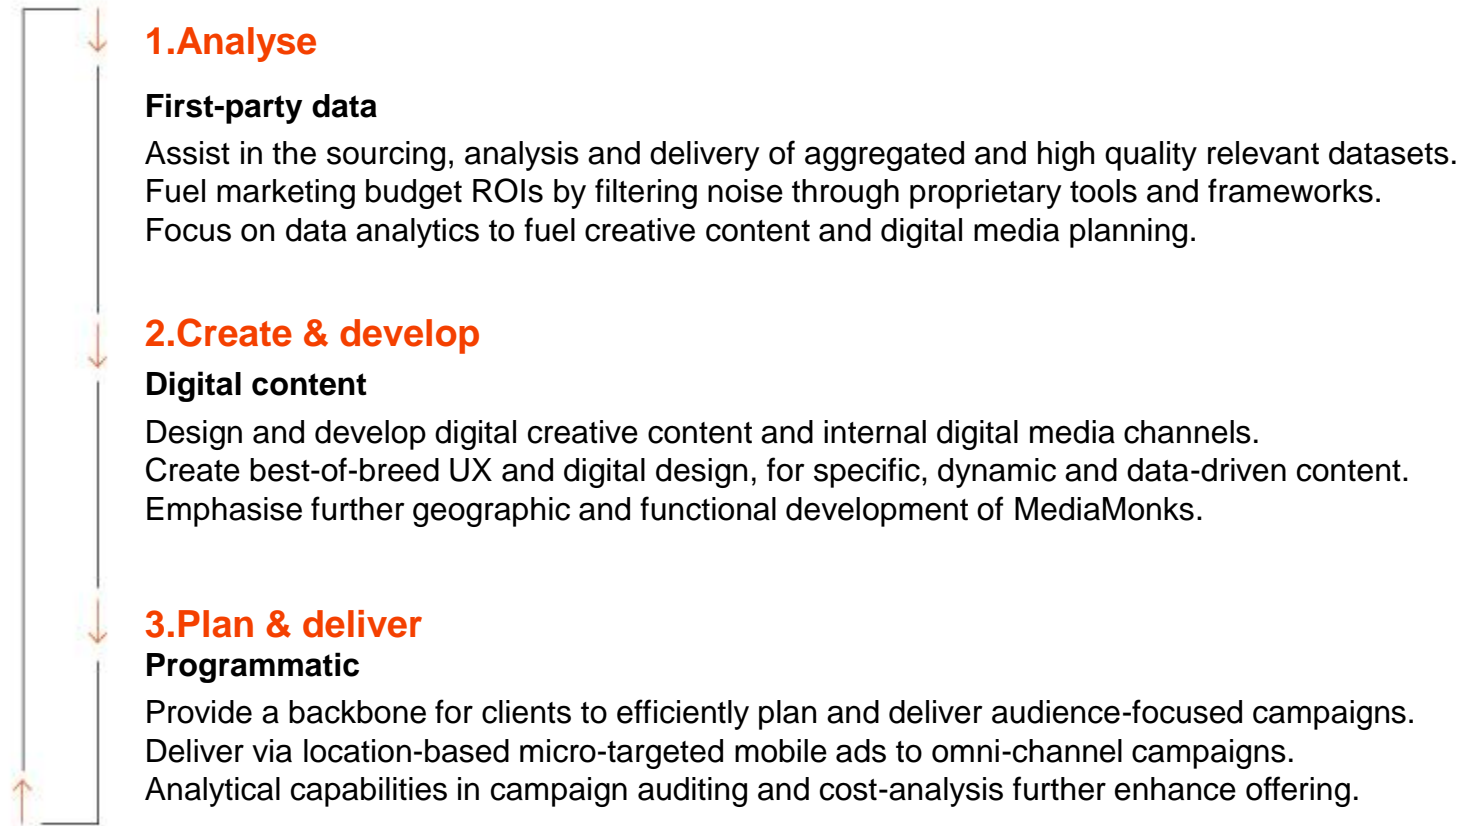 1.Analyse
First-party data
Assist in the sourcing, analysis and delivery of aggregated and high quality relevant datasets.
Fuel marketing budget ROIs by filtering noise through proprietary tools and frameworks.
Focus on data analytics to fuel creative content and digital media planning.
2.Create & develop
Digital content
Design and develop digital creative content and internal digital media channels.
Create best-of-breed UX and digital design, for specific, dynamic and data-driven content.
Emphasise further geographic and functional development of MediaMonks.
3.Plan & deliver
Programmatic
Provide a backbone for clients to efficiently plan and deliver audience-focused campaigns.
Deliver via location-based micro-targeted mobile ads to omni-channel campaigns.
Analytical capabilities in campaign auditing and cost-analysis further enhance offering.